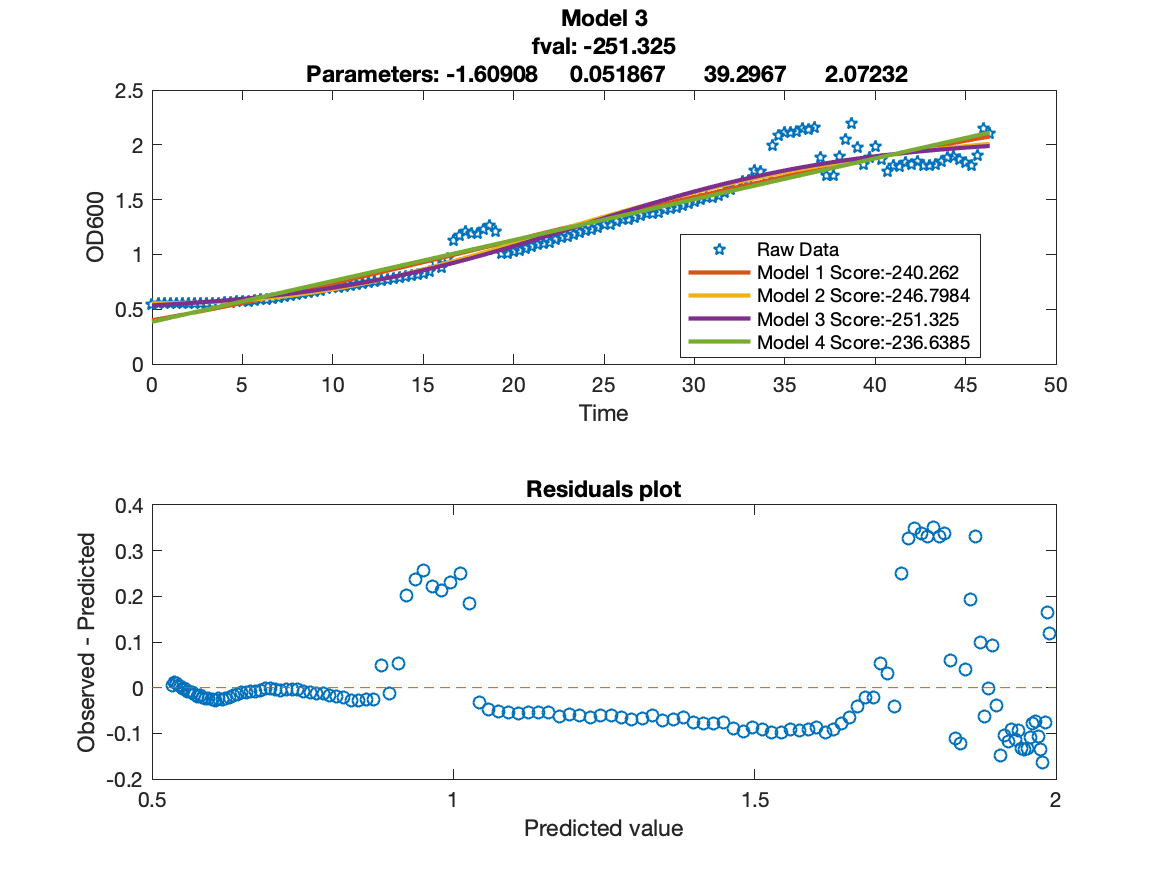 Model 3
fval: -251.325
Parameters: -1.60908 0.051867 39.2967 2.07232
2.5
2
1.5
1
0.5
0
OD600
0 5 10 15 20 25 30 35 40 45 50
Time
Raw Data
Model 1 Score:-240.262
Model 2 Score:-246.7984
Model 3 Score:-251.325
Model 4 Score:-236.6385
Residuals plot
0.4
0.3
0.2
0.1
0
-0.1
-0.2
Observed - Predicted
0.5 1 1.5 2
Predicted value